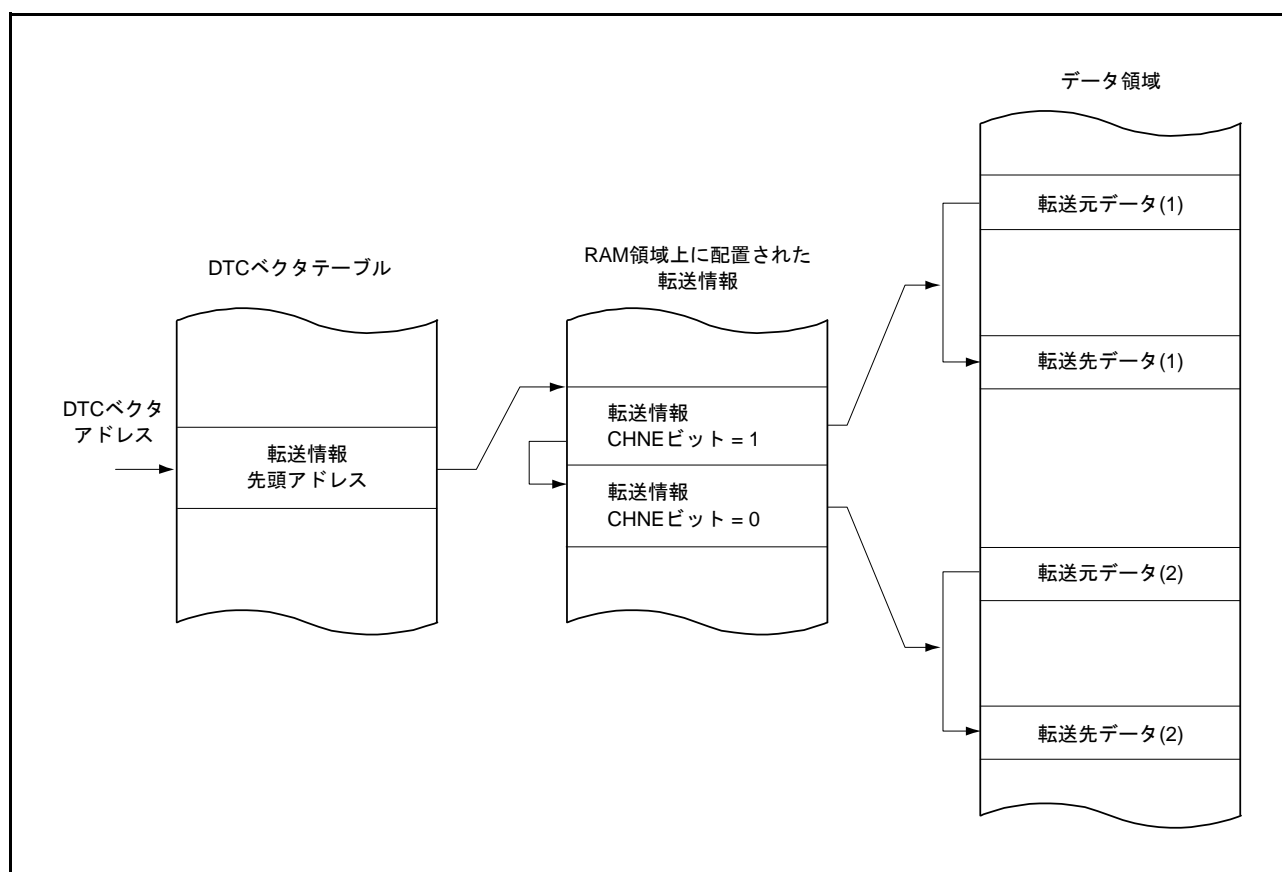 DTCベクタ
アドレス
DTCベクタテーブル
転送情報
先頭アドレス
RAM領域上に配置された
転送情報
転送情報
CHNEビット = 1
転送情報
CHNEビット = 0
データ領域
転送元データ(1)
転送先データ(1)
転送元データ(2)
転送先データ(2)